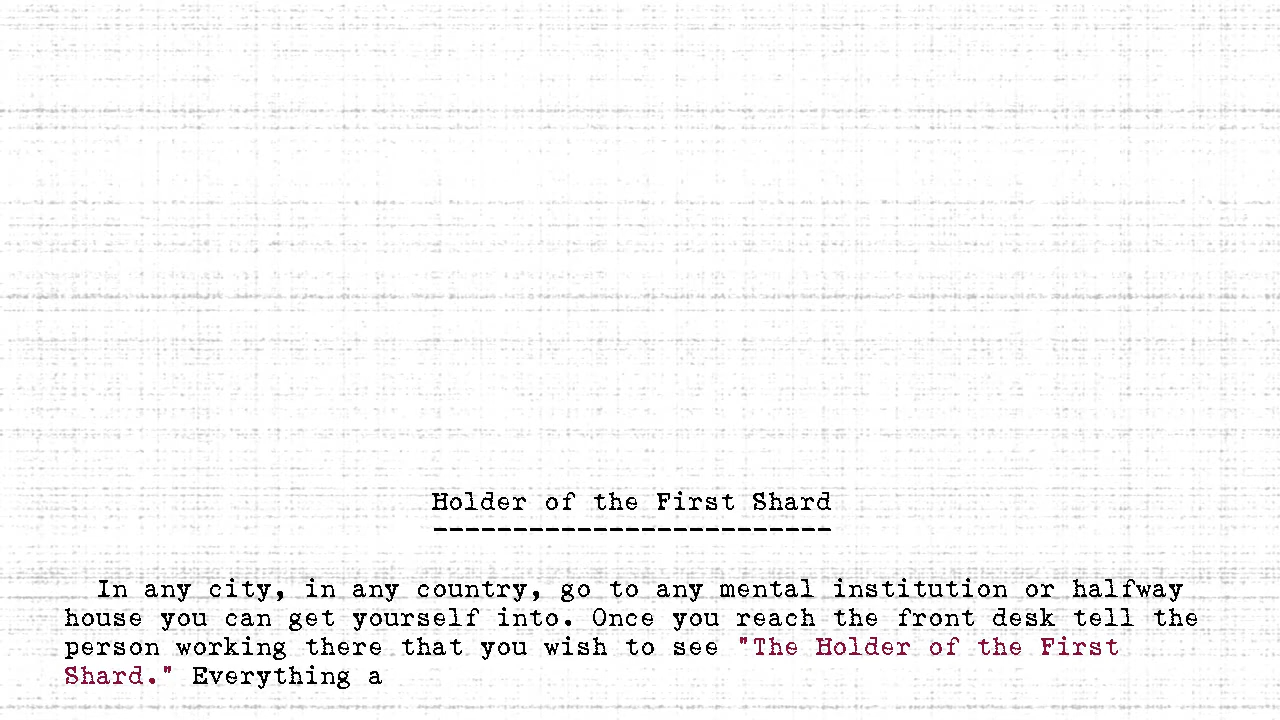 Holder of the First Shard
-------------------------
In any city, in any country, go to any mental institution or halfway
house you can get yourself into. Once you reach the front desk tell the
person working there that you wish to see "The Holder of the First
Shard." Everything a